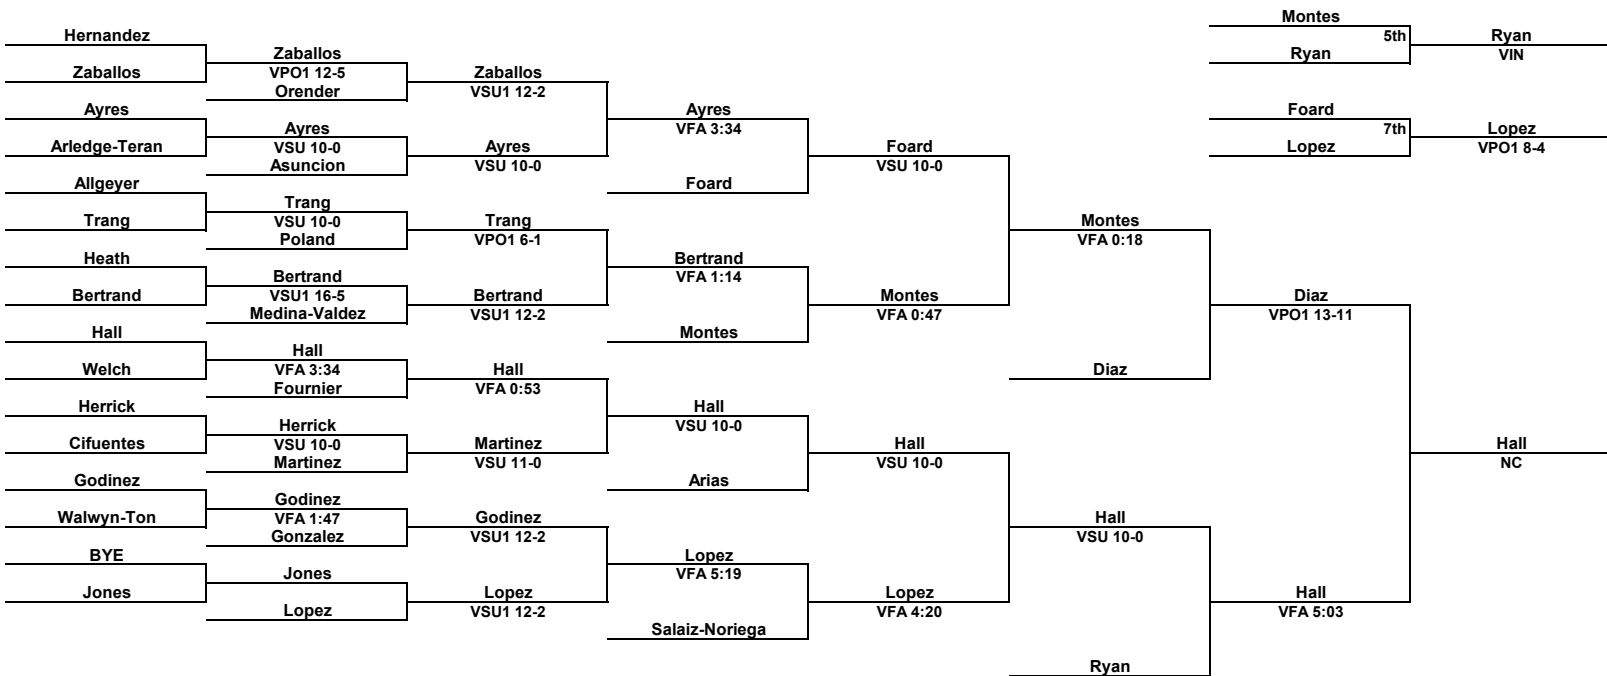 Hernandez
Zaballos
Ayres
Arledge-Teran
Allgeyer
Trang
Heath
Bertrand
Hall
Welch
Herrick
Cifuentes
Godinez
Walwyn-Ton
BYE
Jones
Zaballos
VPO1 12-5
Orender
Ayres
VSU 10-0
Asuncion
Trang
VSU 10-0
Poland
Bertrand
VSU1 16-5
Medina-Valdez
Hall
VFA 3:34
Fournier
Herrick
VSU 10-0
Martinez
Godinez
VFA 1:47
Gonzalez
Jones
Lopez
Zaballos
VSU1 12-2
Ayres
VSU 10-0
Trang
VPO1 6-1
Bertrand
VSU1 12-2
Hall
VFA 0:53
Martinez
VSU 11-0
Godinez
VSU1 12-2
Lopez
VSU1 12-2
Ayres
VFA 3:34
Foard
Bertrand
VFA 1:14
Montes
Hall
VSU 10-0
Arias
Lopez
VFA 5:19
Salaiz-Noriega
Foard
VSU 10-0
Montes
VFA 0:47
Hall
VSU 10-0
Lopez
VFA 4:20
Montes
VFA 0:18
Diaz
Hall
VSU 10-0
Ryan
Diaz
VPO1 13-11
Hall
VFA 5:03
Hall
NC
Montes
5th
Ryan
Ryan
VIN
Foard
7th
Lopez
Lopez
VPO1 8-4